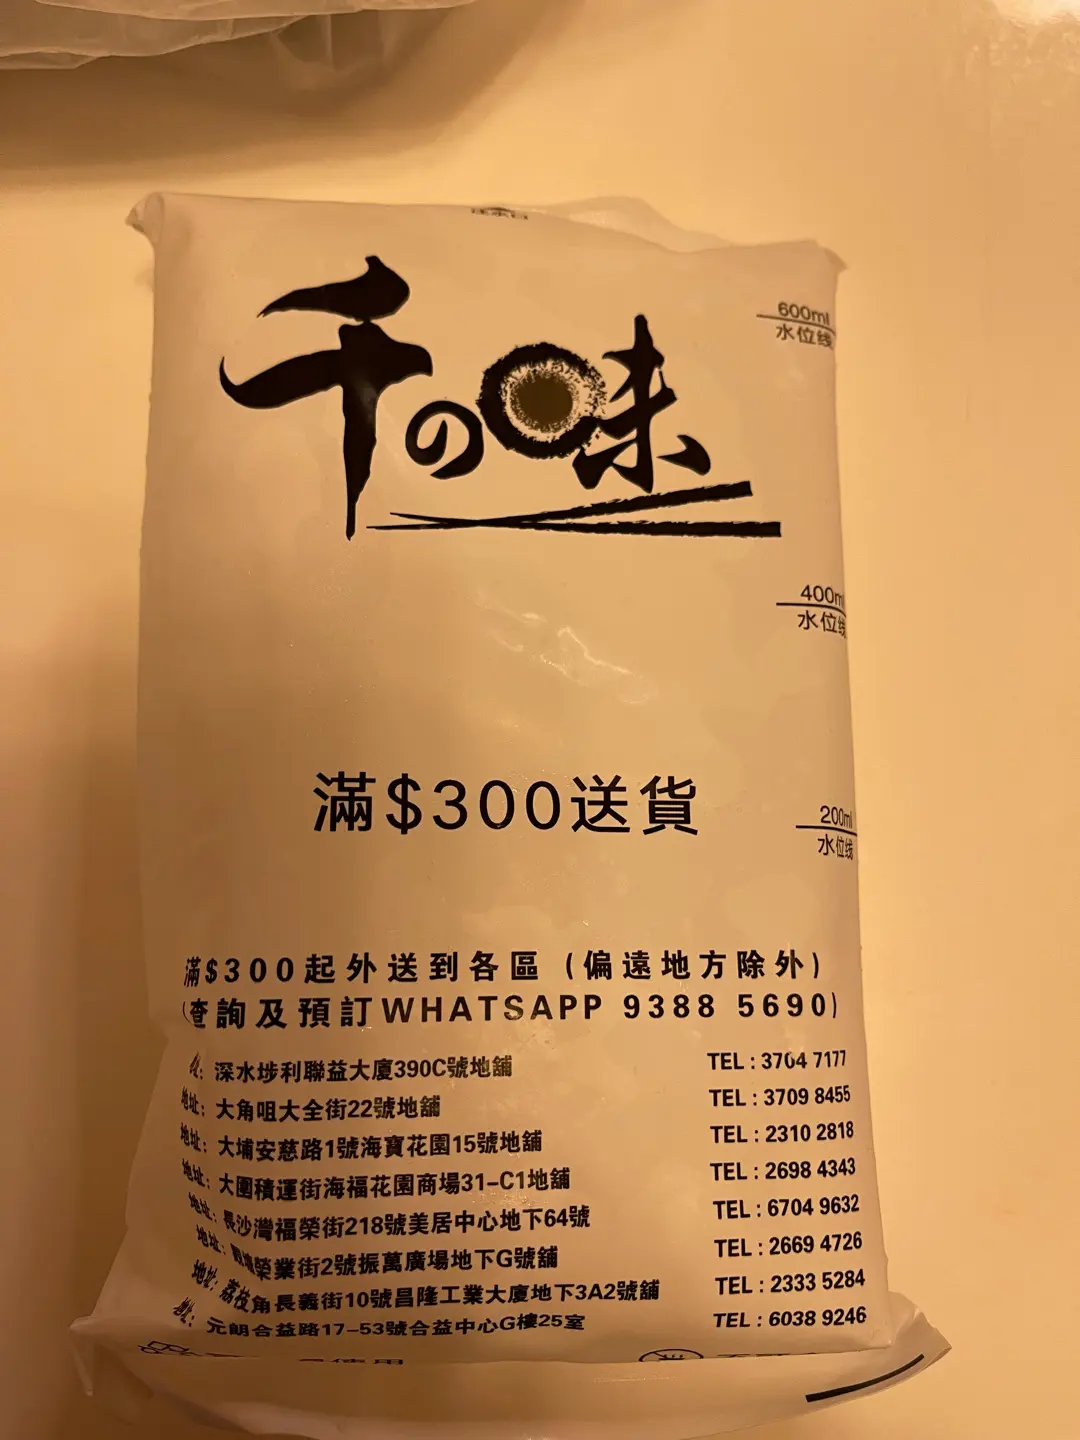 注水口
千の味
600ml
水位线
400ml
水位线
滿$300送貨
200ml
水位线
滿$300起外送到各區（偏遠地方除外）
(查詢及預訂WHATSAPP 9388 5690)
址：深水埗利聯益大廈390C號地舖 TEL : 3704 7177
地址：大角咀大全街22號地舖 TEL : 3709 8455
地址：大埔安慈路1號海寶花園15號地舖 TEL : 2310 2818
地址：大圍積運街海福花園商場31-C1地舖 TEL : 2698 4343
地址：長沙灣福榮街218號美居中心地下64號 TEL : 6704 9632
地址：榮業街2號振萬廣場地下G號舖 TEL : 2669 4726
地址：荔枝角長義街10號昌隆工業大廈地下3A2號舖 TEL : 2333 5284
地址：元朗合益路17-53號合益中心G樓25室 TEL : 6038 9246
使用